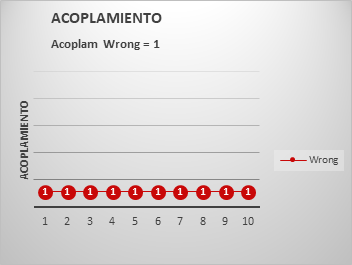 ACOPLAMIENTO
Acoplam Wrong = 1
ACOPLAMIENTO
1 1 1 1 1 1 1 1 1 1
1 2 3 4 5 6 7 8 9 10
Wrong